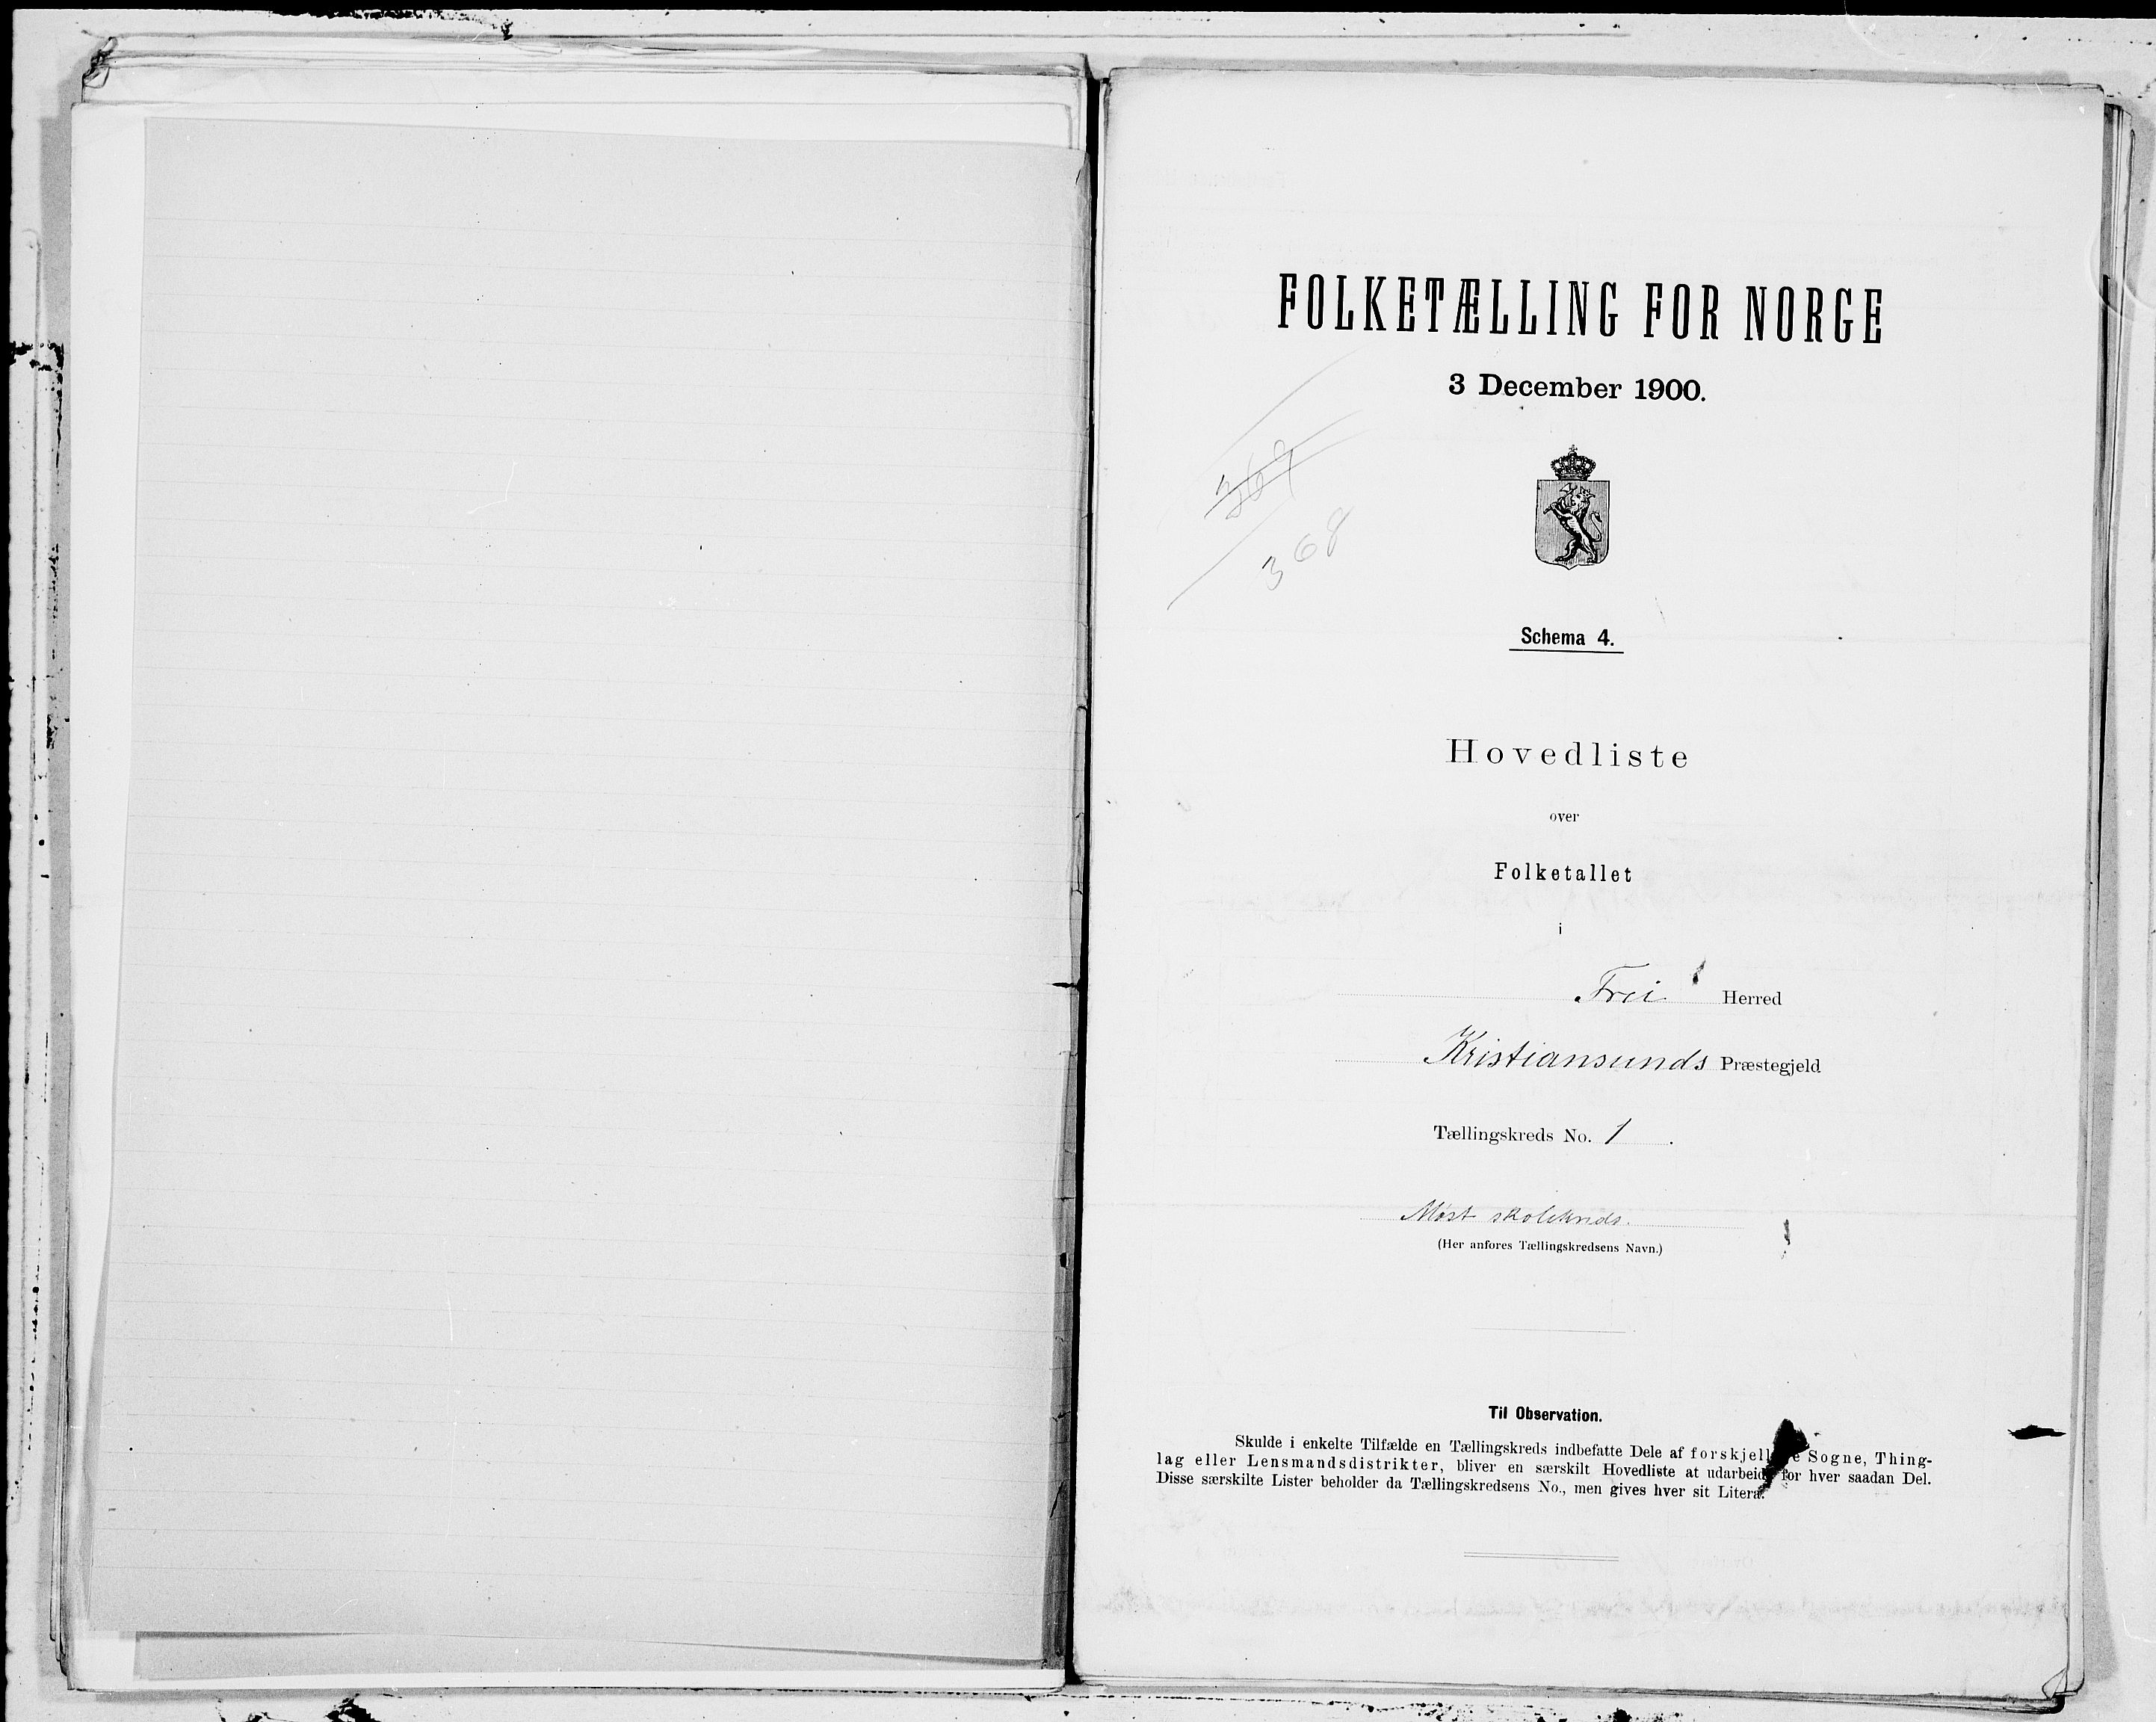 FOLKETÆLLING FOR NORGE
3 December 1900.
367
368
Schema 4.
Hovedliste
over
Folketallet
i
Frei Herred
Kristiansunds Præstegjeld
Tællingskreds No. 1.
skolekreds.
(Her anføres Tællingskredsens Navn.)
Til Observation.
Skulde i enkelte Tilfælde en Tællingskreds indbefatte Dele af forskjellige Sogne, Thing-
lag eller Lensmandsdistrikter, bliver en særskilt Hovedliste at udarbeide for hver saadan Del.
Disse særskilte Lister beholder da Tællingskredsens No., men gives hver sit Litera.